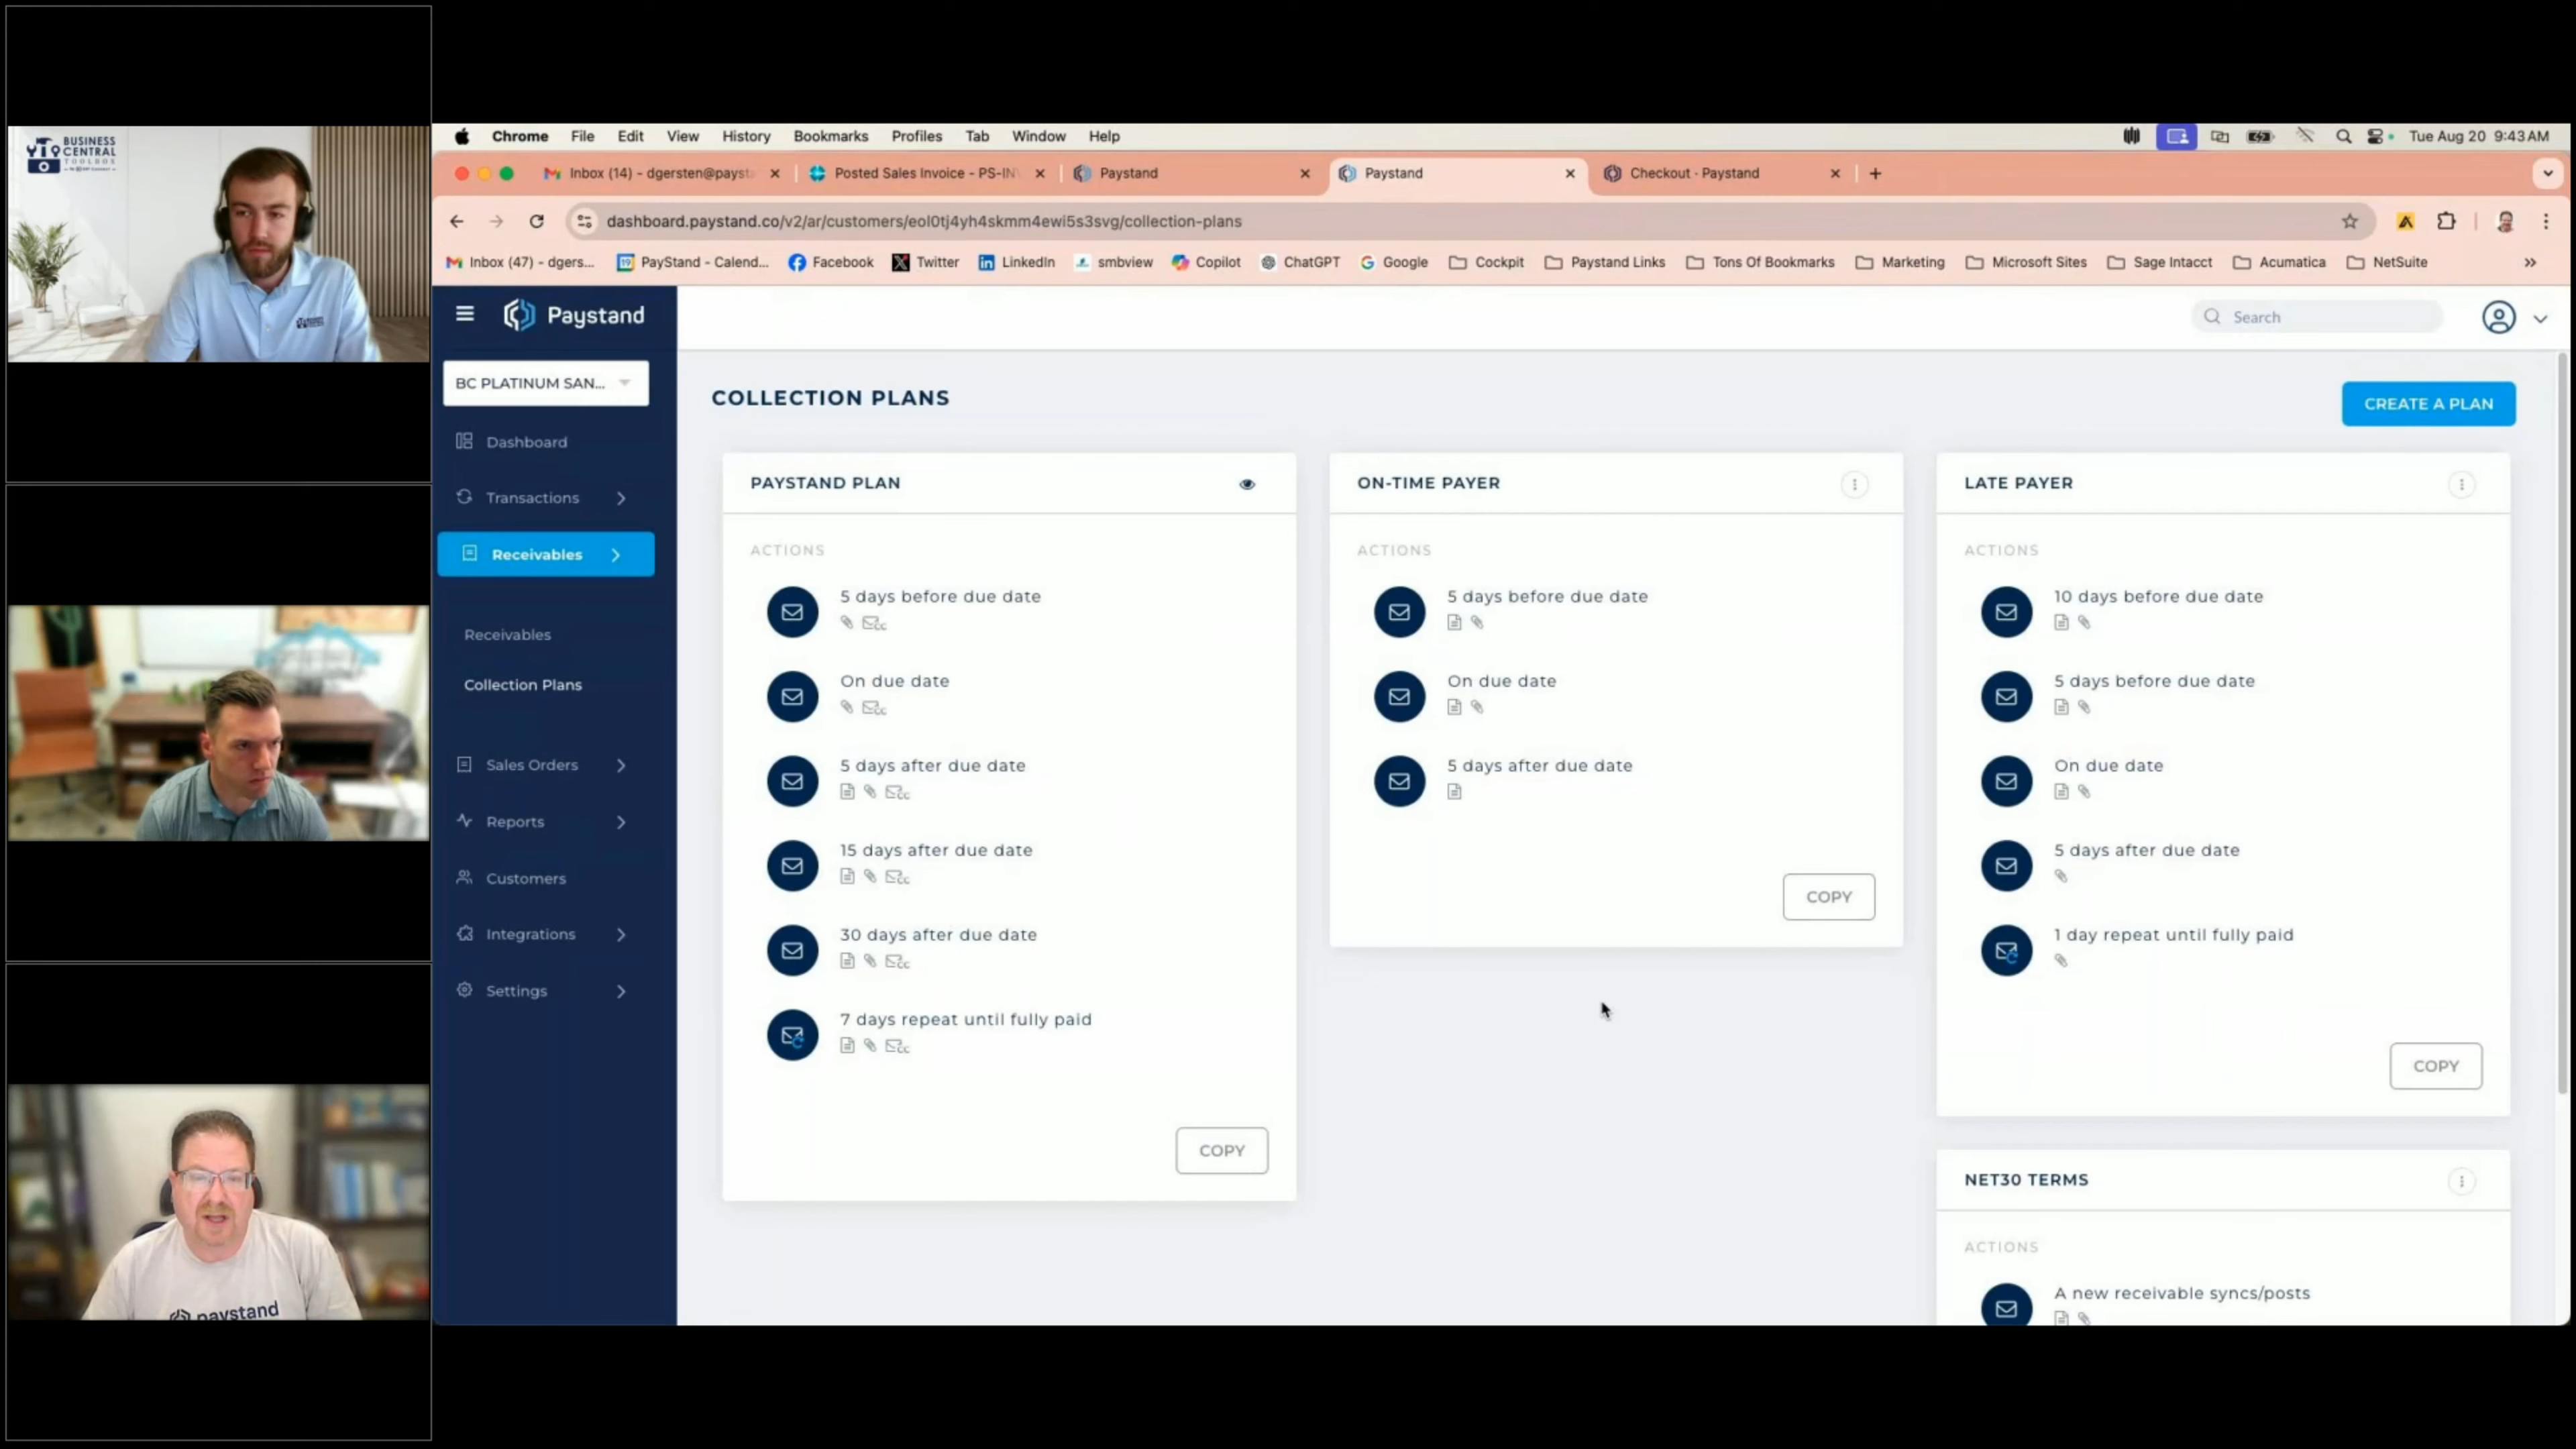 BUSINESS
CENTRAL
TOOLBOX
paystand
Chrome File Edit View History Bookmarks Profiles Tab Window Help
Tue Aug 20 9:43 AM
Inbox (14) - dgersten@payst
Posted Sales Invoice - PS-IN
Paystand
Paystand
Checkout · Paystand
dashboard.paystand.co/v2/ar/customers/eol0tj4yh4skmm4ewi5s3svg/collection-plans
Inbox (47) - dgers...
PayStand - Calend...
Facebook
Twitter
LinkedIn
smbview
Copilot
ChatGPT
Google
Cockpit
Paystand Links
Tons Of Bookmarks
Marketing
Microsoft Sites
Sage Intacct
Acumatica
NetSuite
Paystand
Search
BC PLATINUM SAN...
Dashboard
Transactions
Receivables
Receivables
Collection Plans
Sales Orders
Reports
Customers
Integrations
Settings
COLLECTION PLANS
CREATE A PLAN
PAYSTAND PLAN
ACTIONS
5 days before due date
cc
On due date
cc
5 days after due date
cc
15 days after due date
cc
30 days after due date
cc
7 days repeat until fully paid
cc
COPY
ON-TIME PAYER
ACTIONS
5 days before due date
On due date
5 days after due date
COPY
LATE PAYER
ACTIONS
10 days before due date
5 days before due date
On due date
5 days after due date
1 day repeat until fully paid
COPY
NET30 TERMS
ACTIONS
A new receivable syncs/posts